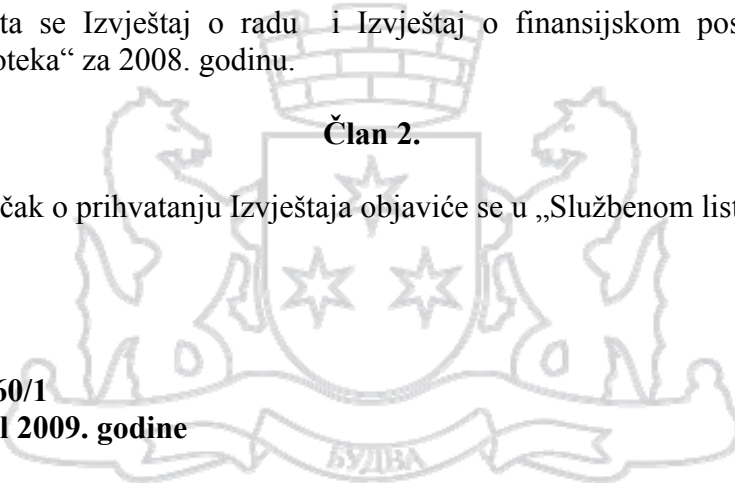 ta se Izvještaj o radu i Izvještaj o finansijskom pos
oteka“ za 2008. godinu.
Član 2.
čak o prihvatanju Izvještaja objaviće se u „Službenom list
60/1
l 2009. godine
БУДВА